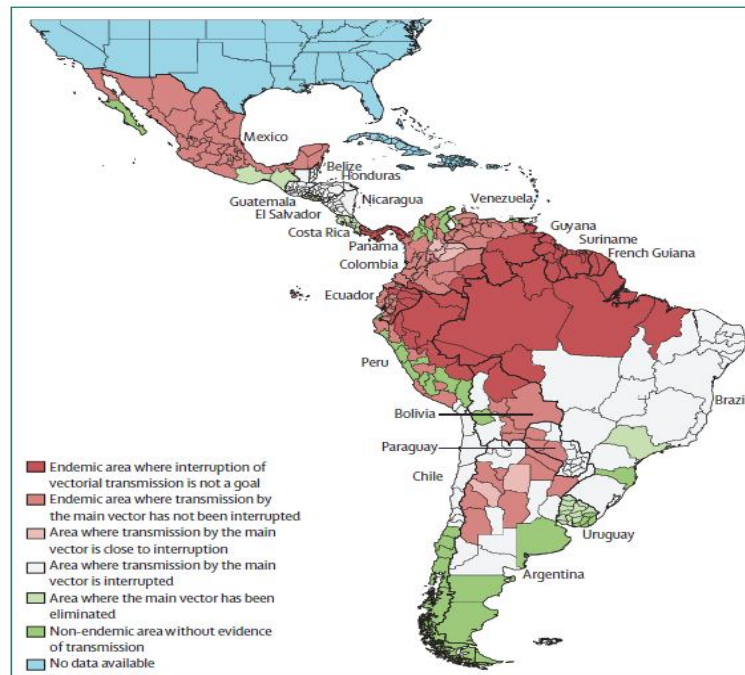 Mexico
Belize
Honduras
Guatemala
Nicaragua
El Salvador
Venezuela
Costa Rica
Guyana
Panama
Suriname
Colombia
French Guiana
Ecuador
Peru
Brazi
Bolivia
Paraguay
Chile
Uruguay
Argentina
Endemic area where interruption of
vectorial transmission is not a goal
Endemic area where transmission by
the main vector has not been interrupted
Area where transmission by the main
vector is close to interruption
Area where transmission by the main
vector is interrupted
Area where the main vector has been
eliminated
Non-endemic area without evidence
of transmission
No data available